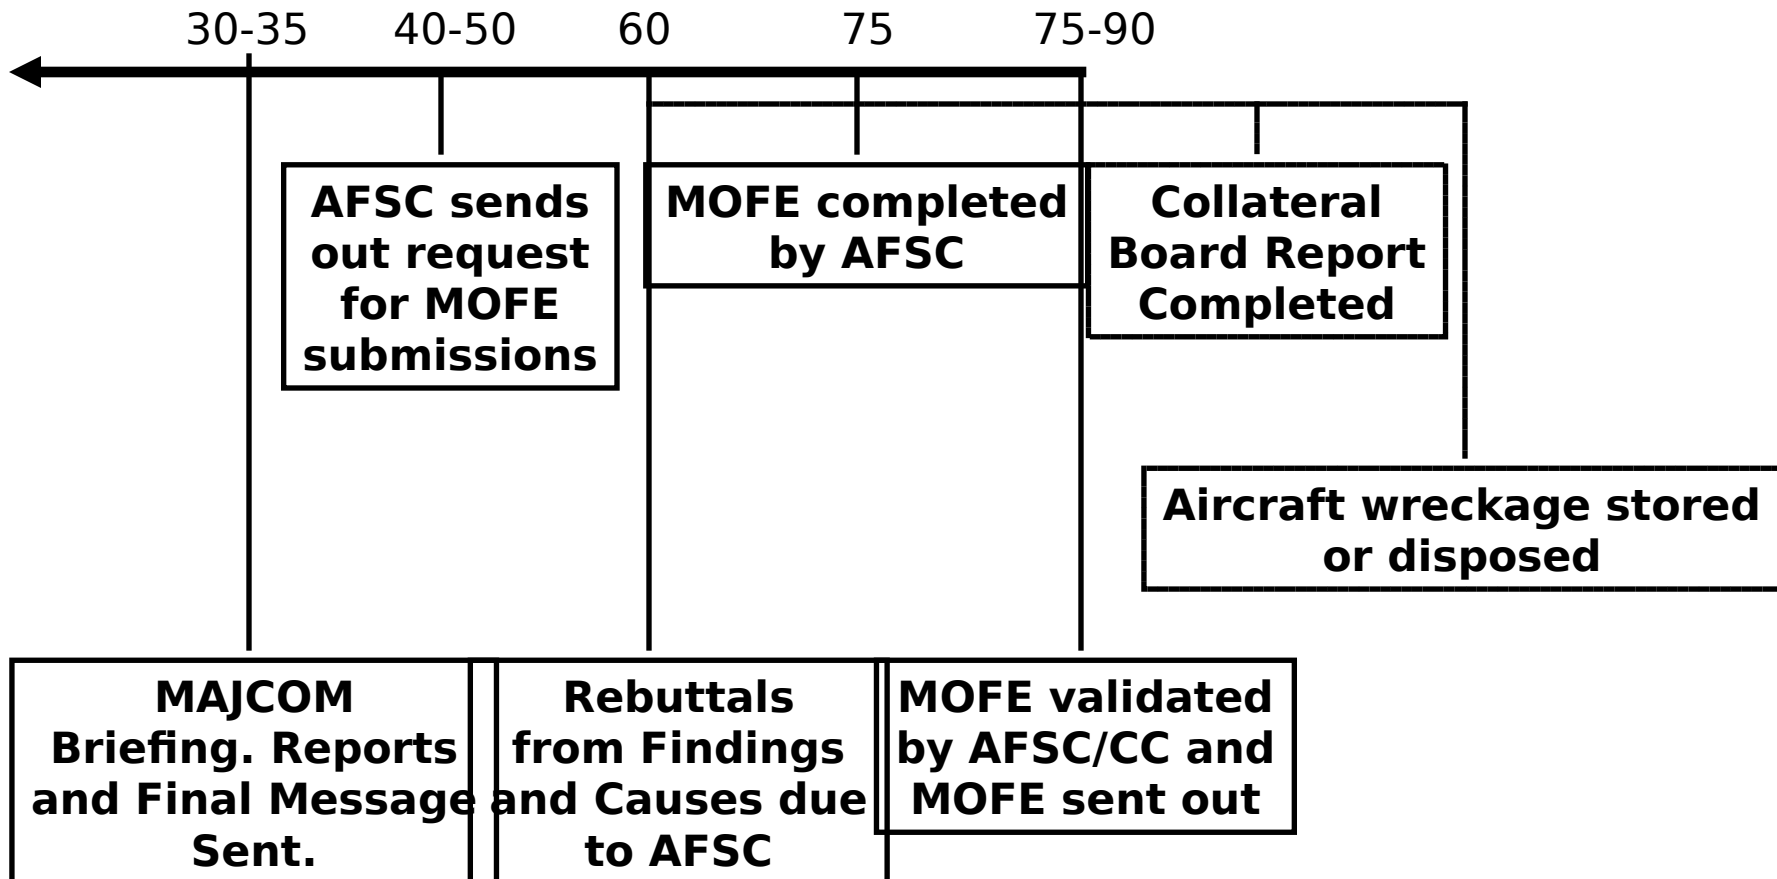 30-35 40-50 60 75 75-90
AFSC sends
out request
for MOFE
submissions
MOFE completed
by AFSC
Collateral
Board Report
Completed
Aircraft wreckage stored
or disposed
MAJCOM
Briefing. Reports
and Final Message
Sent.
Rebuttals
from Findings
and Causes due
to AFSC
MOFE validated
by AFSC/CC and
MOFE sent out